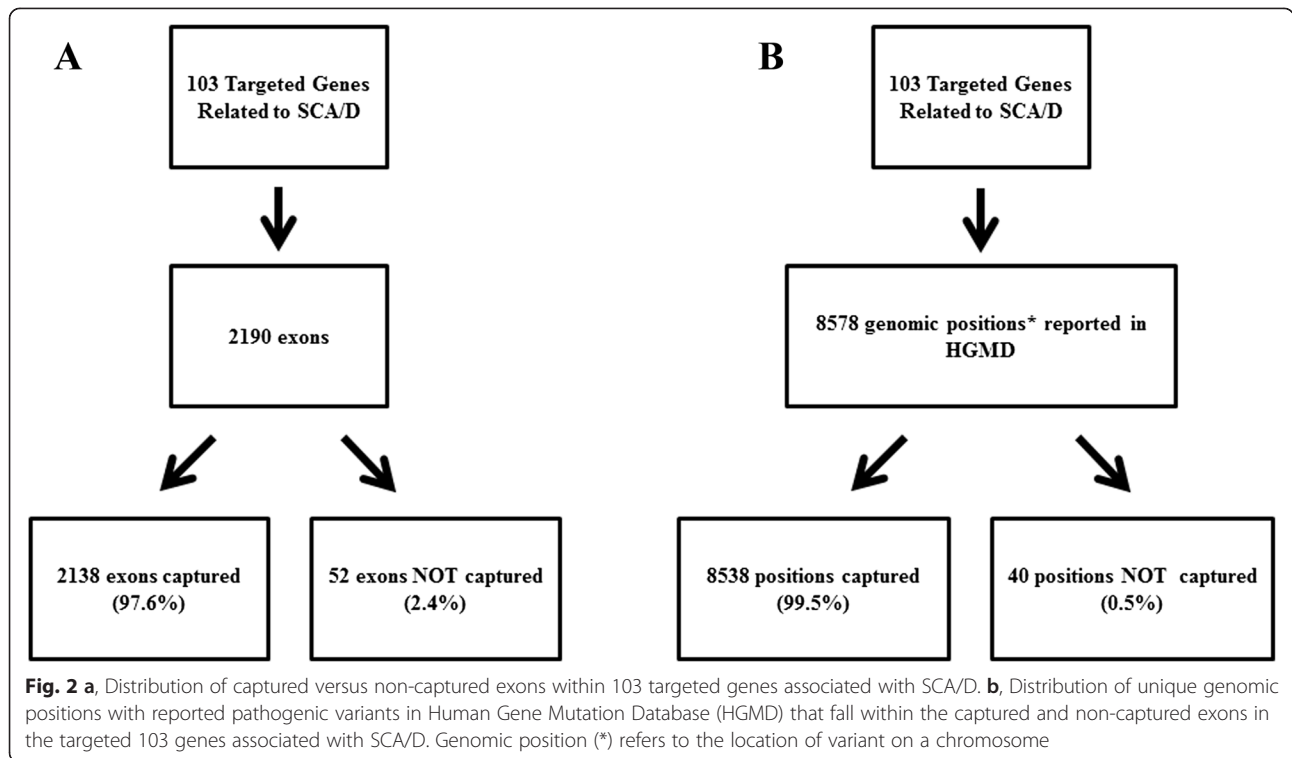 A
103 Targeted Genes
Related to SCA/D
2190 exons
2138 exons captured
(97.6%)
52 exons NOT captured
(2.4%)
B
103 Targeted Genes
Related to SCA/D
8578 genomic positions* reported in
HGMD
8538 positions captured
(99.5%)
40 positions NOT captured
(0.5%)
Fig. 2 a, Distribution of captured versus non-captured exons within 103 targeted genes associated with SCA/D. b, Distribution of unique genomic
positions with reported pathogenic variants in Human Gene Mutation Database (HGMD) that fall within the captured and non-captured exons in
the targeted 103 genes associated with SCA/D. Genomic position (*) refers to the location of variant on a chromosome